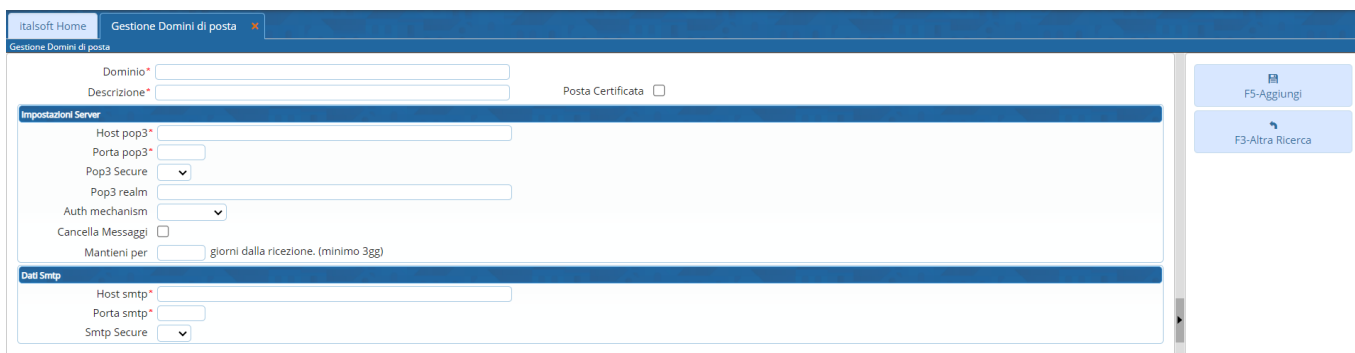 italsoft Home
Gestione Domini di posta x
Gestione Domini di posta
Dominio*
Descrizione* Posta Certificata
Impostazioni Server
Host pop3*
Porta pop3*
Pop3 Secure
Pop3 realm
Auth mechanism
Cancella Messaggi
Mantieni per giorni dalla ricezione. (minimo 3gg)
Dati Smtp
Host smtp*
Porta smtp*
Smtp Secure
F5-Aggiungi
F3-Altra Ricerca